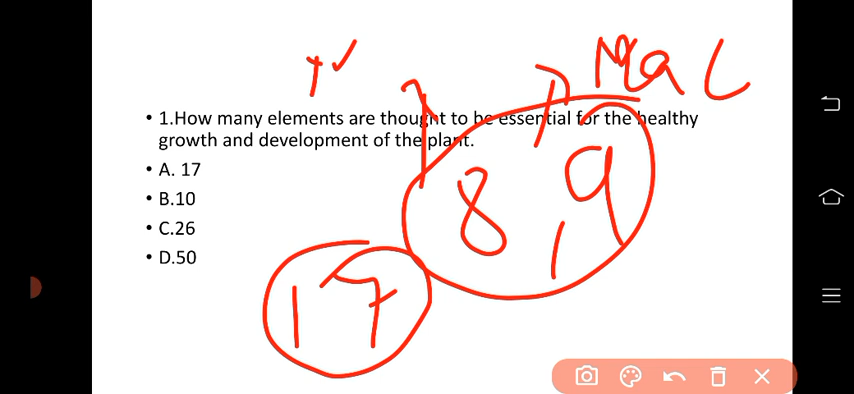 Ma C
• 1.How many elements are thought to be essential for the healthy
growth and development of the plant.
• A. 17
• B.10
• C.26
• D.50
8, 9
17